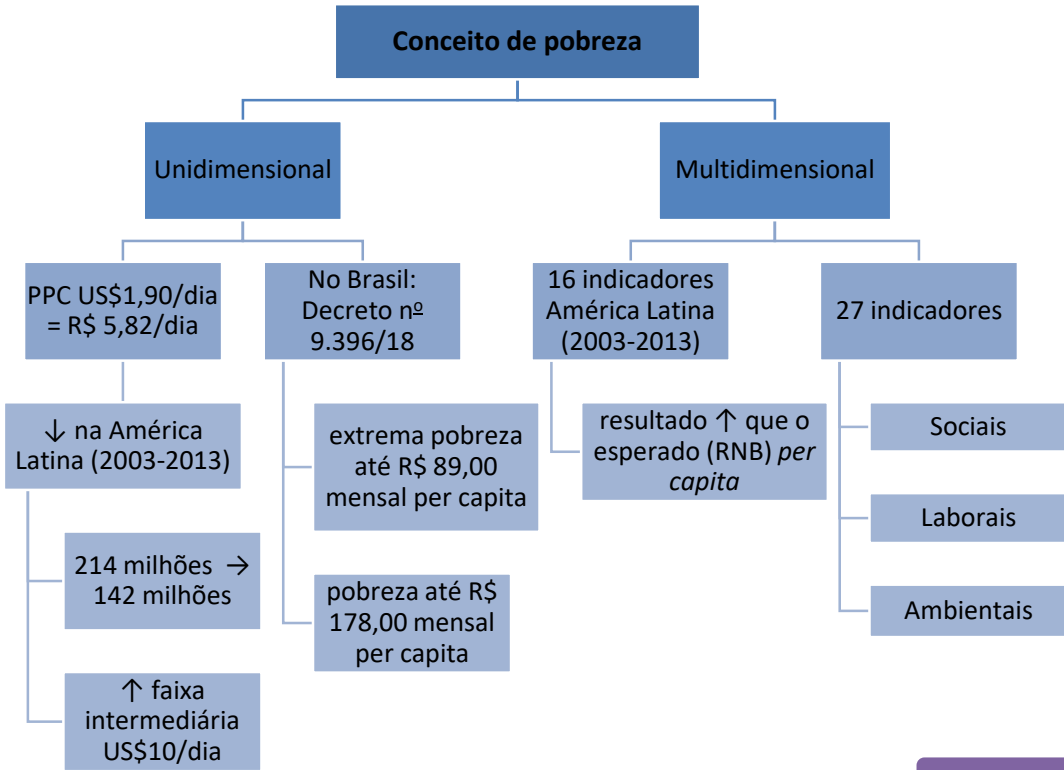 Conceito de pobreza
Unidimensional
Multidimensional
PPC US$1,90/dia
= R$ 5,82/dia
No Brasil:
Decreto nº
9.396/18
16 indicadores
América Latina
(2003-2013)
27 indicadores
↓ na América
Latina (2003-2013)
extrema pobreza
até R$ 89,00
mensal per capita
resultado ↑ que o
esperado (RNB) per
capita
Sociais
Laborais
214 milhões →
142 milhões
pobreza até R$
178,00 mensal
per capita
Ambientais
↑ faixa
intermediária
US$10/dia